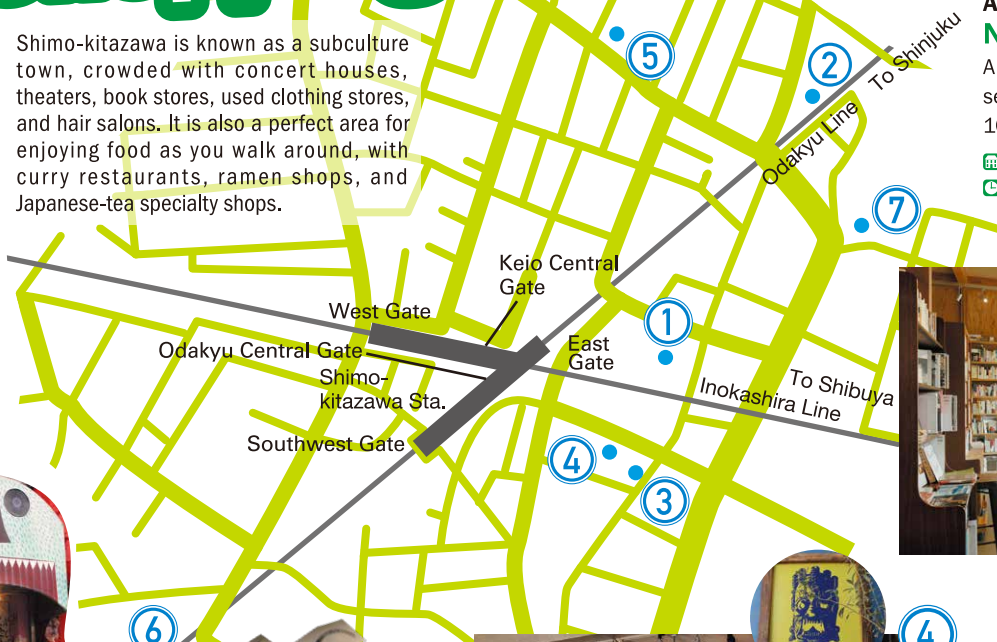 Shimo-kitazawa is known as a subculture
town, crowded with concert houses,
theaters, book stores, used clothing stores,
and hair salons. It is also a perfect area for
enjoying food as you walk around, with
curry restaurants, ramen shops, and
Japanese-tea specialty shops.
5
2
To Shinjuku
Odakyu Line
7
Keio Central
Gate
West Gate
1
East
Gate
Odakyu Central Gate
Shimo-
kitazawa Sta.
To Shibuya
Inokashira Line
Southwest Gate
4
3
6
4